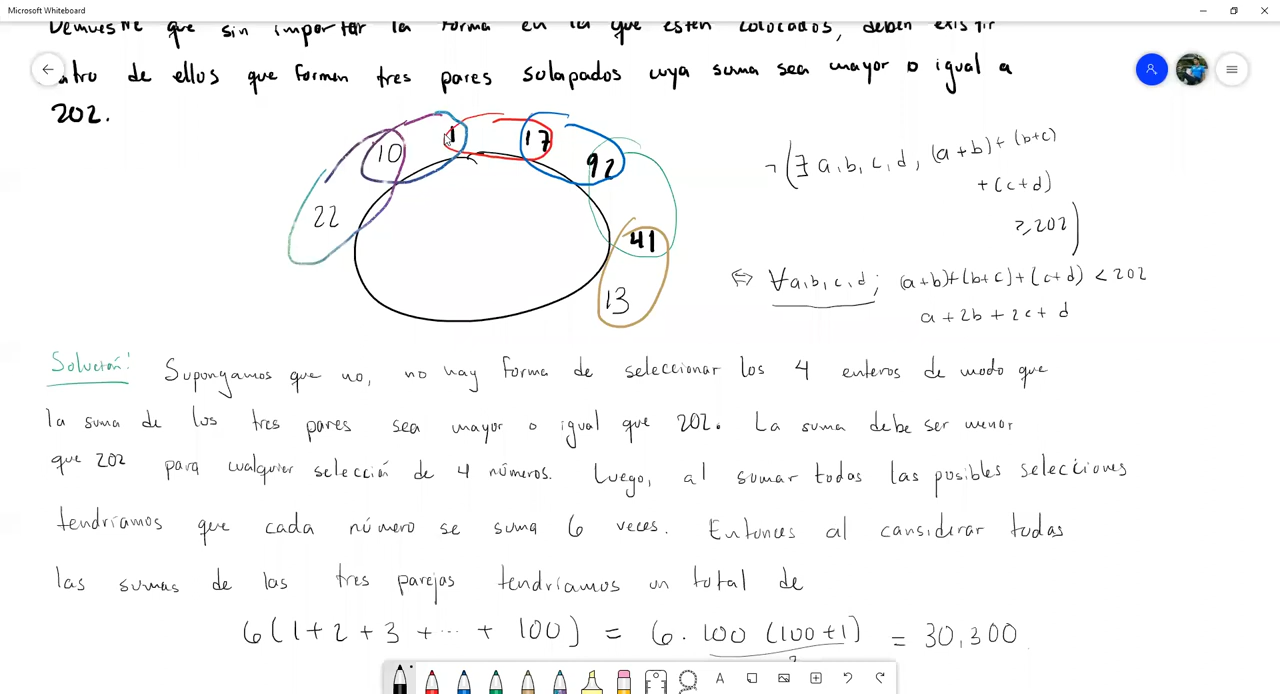 Microsoft Whiteboard
Demuestre que sin importar la forma en la que estén colocados, deben existir
atro de ellos que formen tres pares solapados cuya suma sea mayor o igual a
202.
10 1 17 92
22 41
13
¬(∃ a,b,c,d, (a+b)+(b+c)
+(c+d)
≥202)
⇔ ∀a,b,c,d; (a+b)+(b+c)+(c+d) < 202
a + 2b + 2c + d
Solución: Supongamos que no, no hay forma de seleccionar los 4 enteros de modo que
la suma de los tres pares sea mayor o igual que 202. La suma debe ser menor
que 202 para cualquier selección de 4 números. Luego, al sumar todas las posibles selecciones
tendríamos que cada número se suma 6 veces. Entonces al considerar todas
las sumas de las tres parejas tendríamos un total de
6(1+2+3+...+100) = 6·100(100+1)/2 = 30,300
A